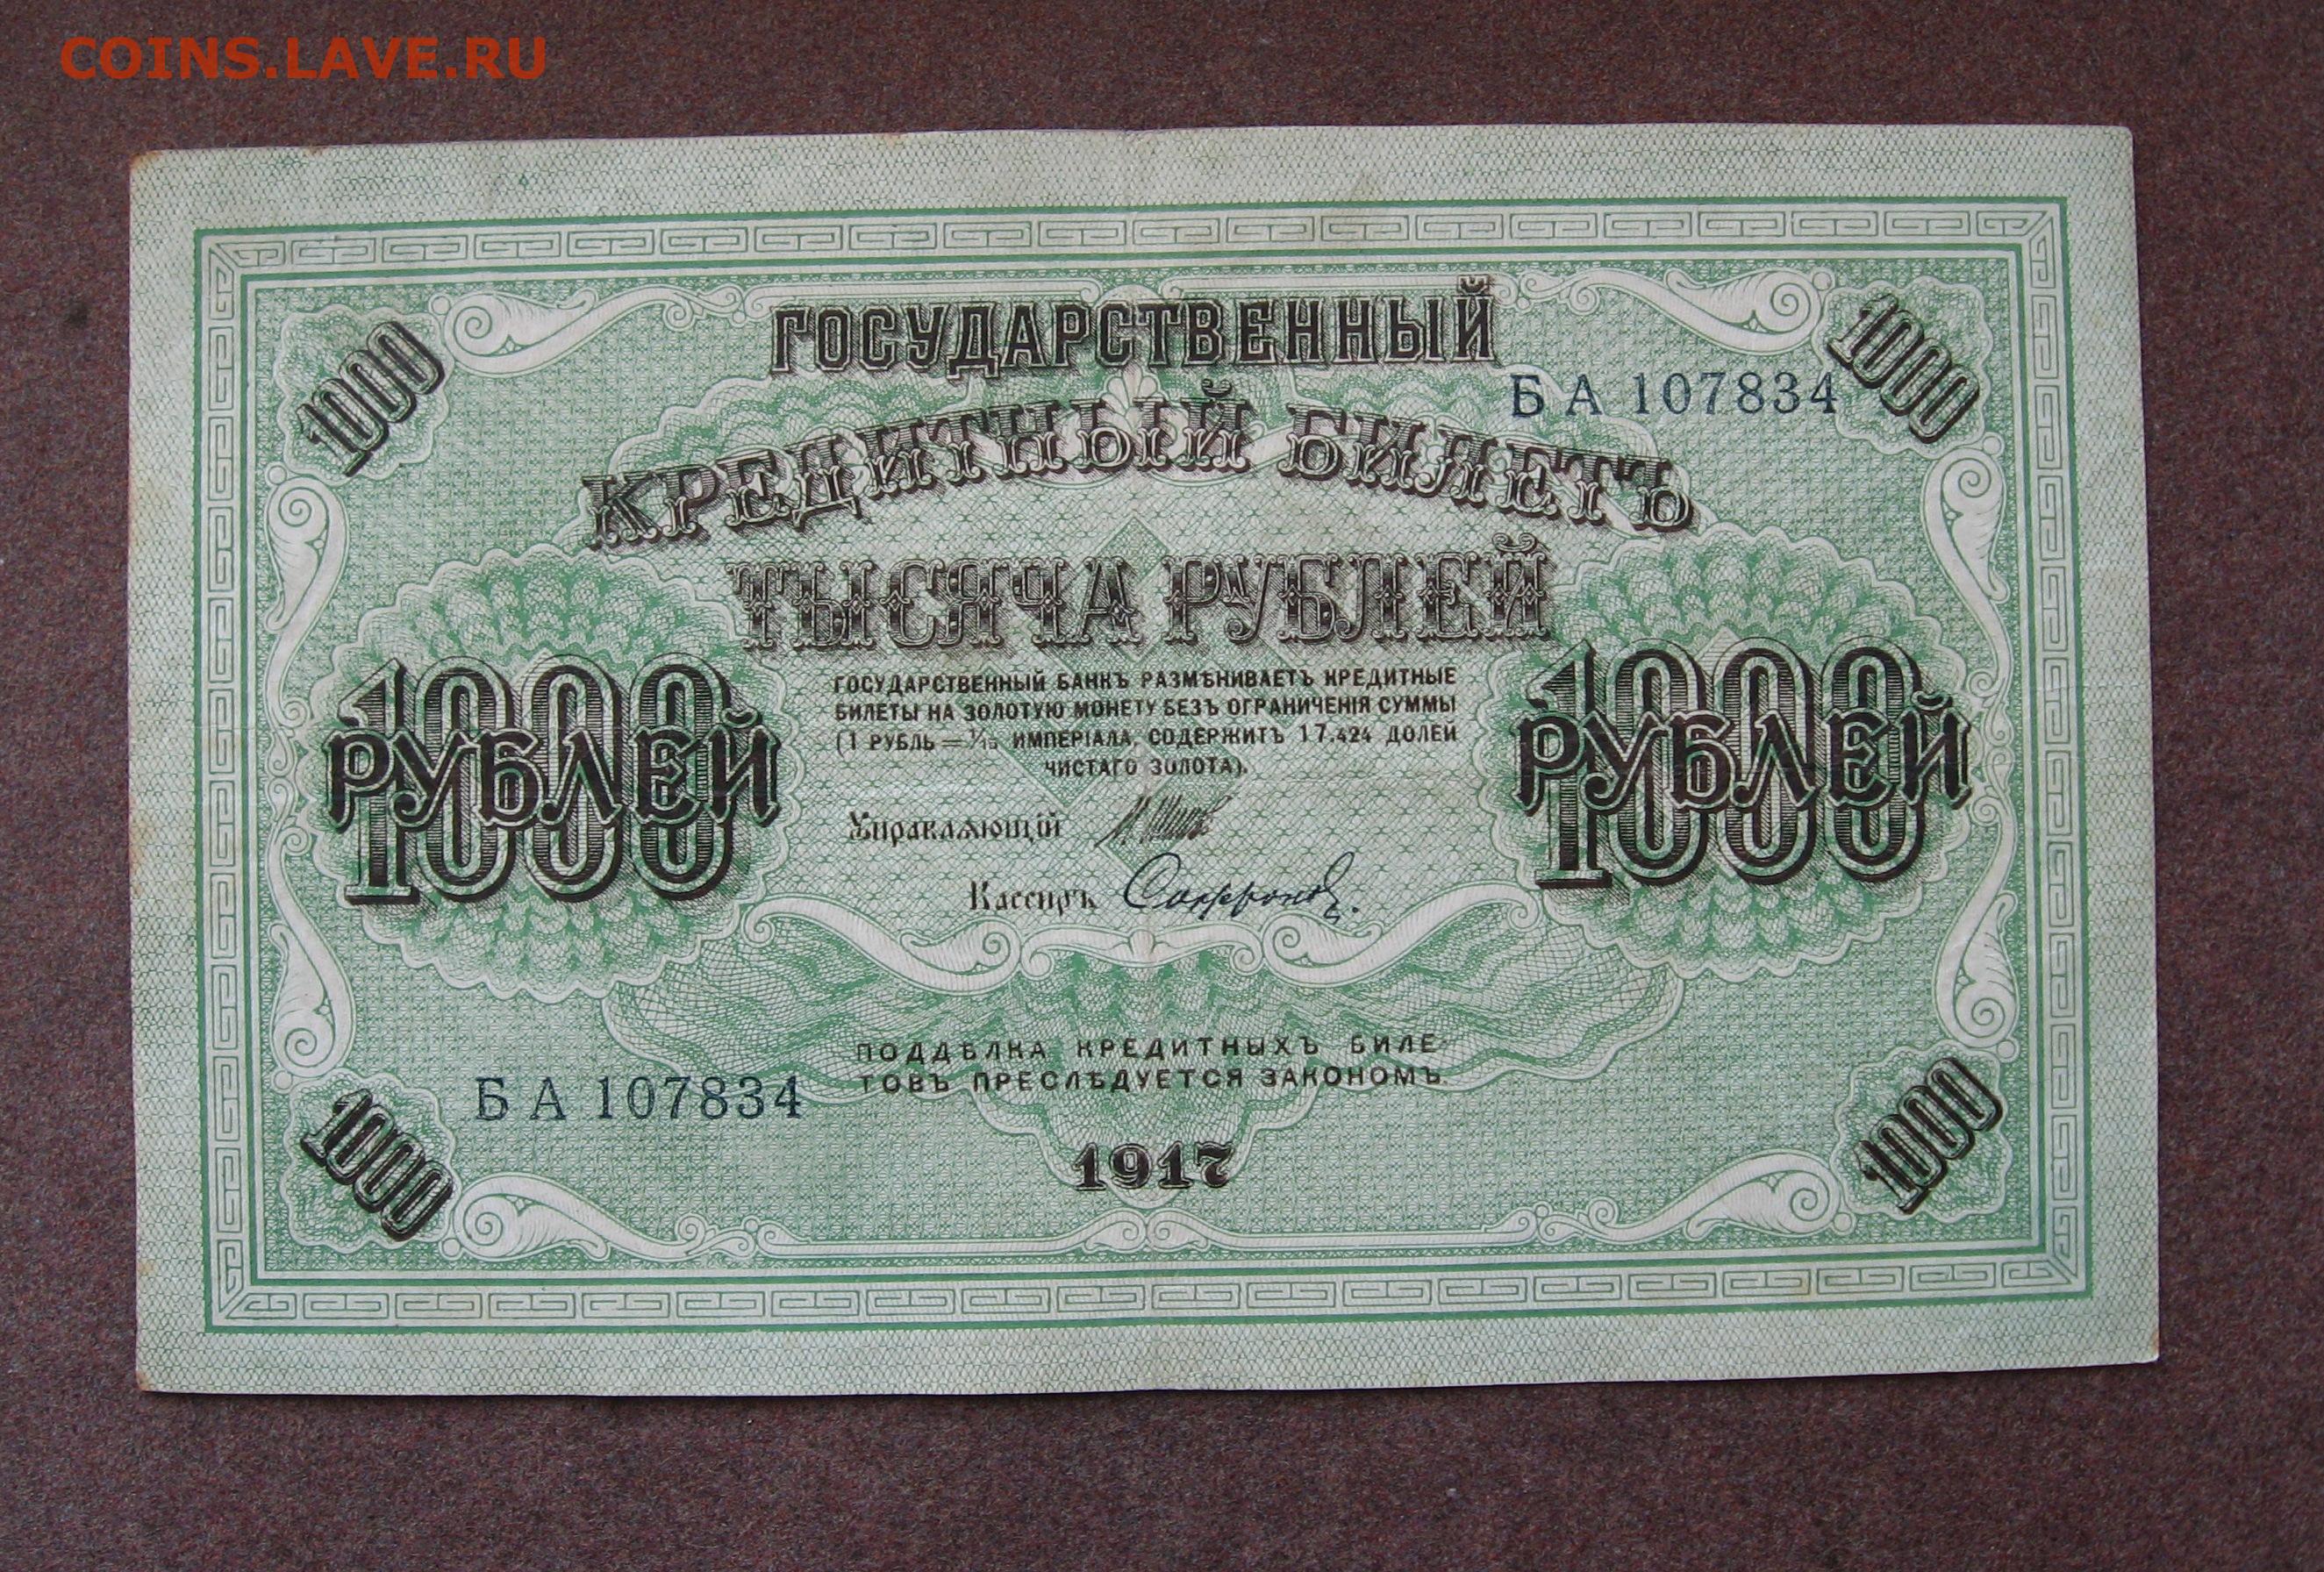 COINS.LAVE.RU
1000
ГОСУДАРСТВЕННЫЙ
1000
БА 107834
КРЕДИТНЫЙ БИЛЕТЪ
ТЫСЯЧА РУБЛЕЙ
1000
РУБЛЕЙ
ГОСУДАРСТВЕННЫЙ БАНКЪ РАЗМѢНИВАЕТЪ КРЕДИТНЫЕ
БИЛЕТЫ НА ЗОЛОТУЮ МОНЕТУ БЕЗЪ ОГРАНИЧЕНІЯ СУММЫ
(1 РУБЛЬ = 1/15 ИМПЕРІАЛА, СОДЕРЖИТЪ 17.424 ДОЛЕЙ
ЧИСТАГО ЗОЛОТА).
1000
РУБЛЕЙ
Управляющій
Кассиръ Сафронов.
ПОДДѢЛКА КРЕДИТНЫХЪ БИЛЕ-
ТОВЪ ПРЕСЛѢДУЕТСЯ ЗАКОНОМЪ.
БА 107834
1000
1917
1000